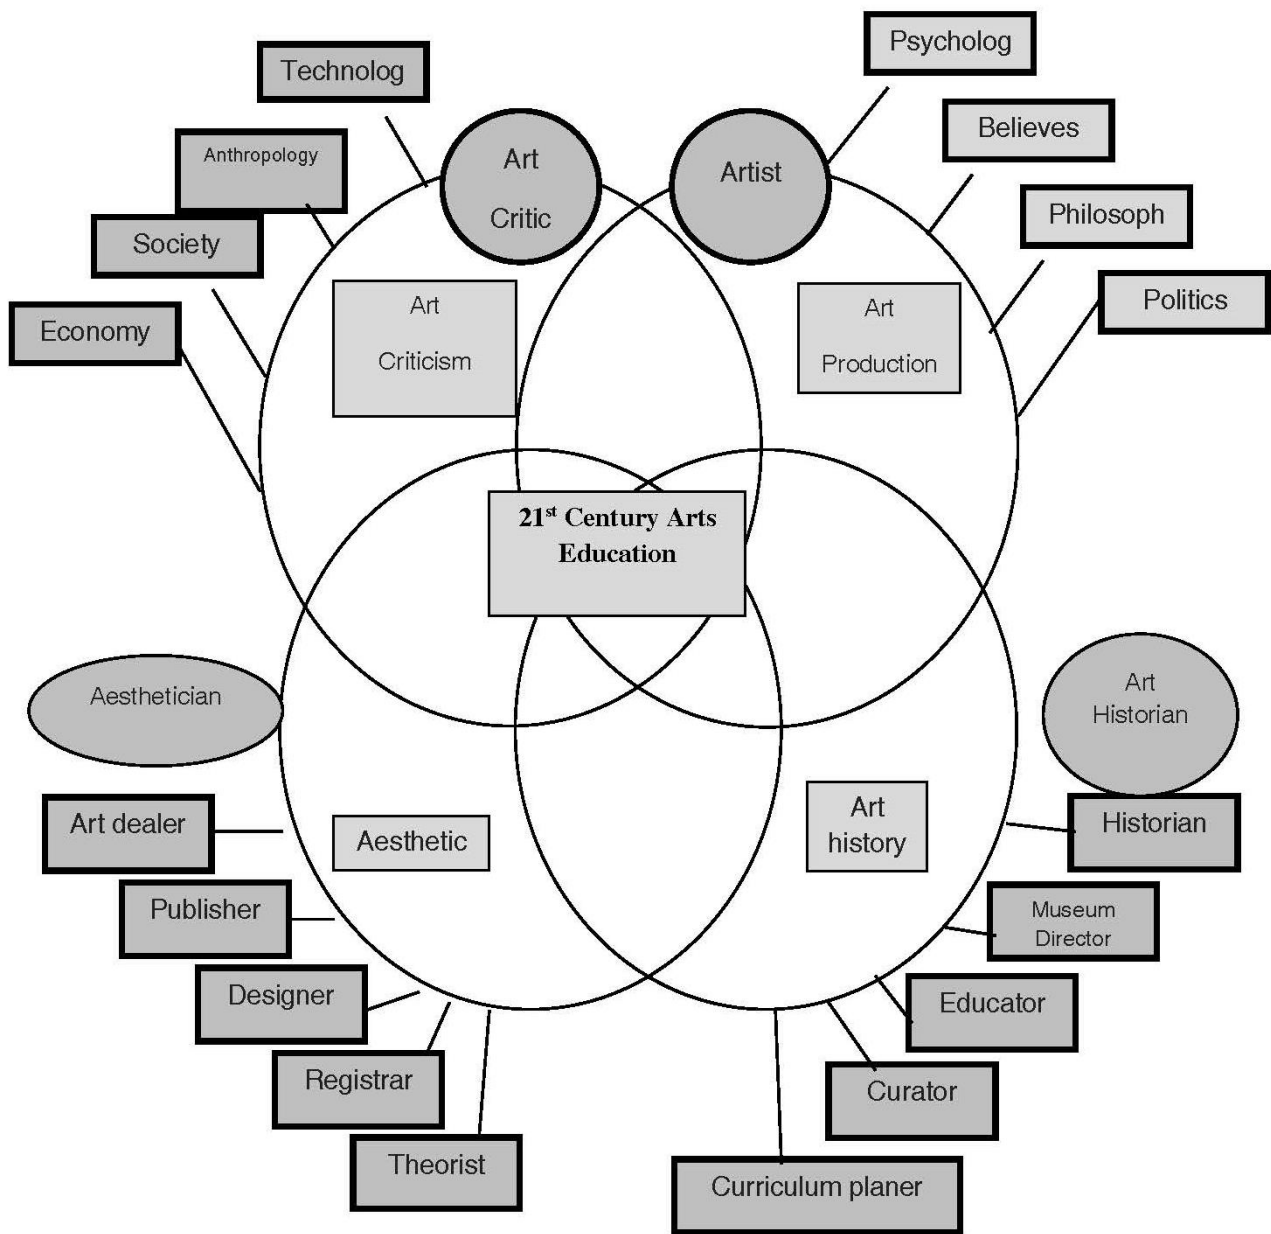 Psycholog
Technolog
Believes
Anthropology
Art
Critic
Artist
Philosoph
Society
Economy
Politics
Art
Criticism
Art
Production
21st Century Arts
Education
Aesthetician
Art
Historian
Art dealer
Aesthetic
Art
history
Historian
Publisher
Museum
Director
Designer
Educator
Registrar
Curator
Theorist
Curriculum planer